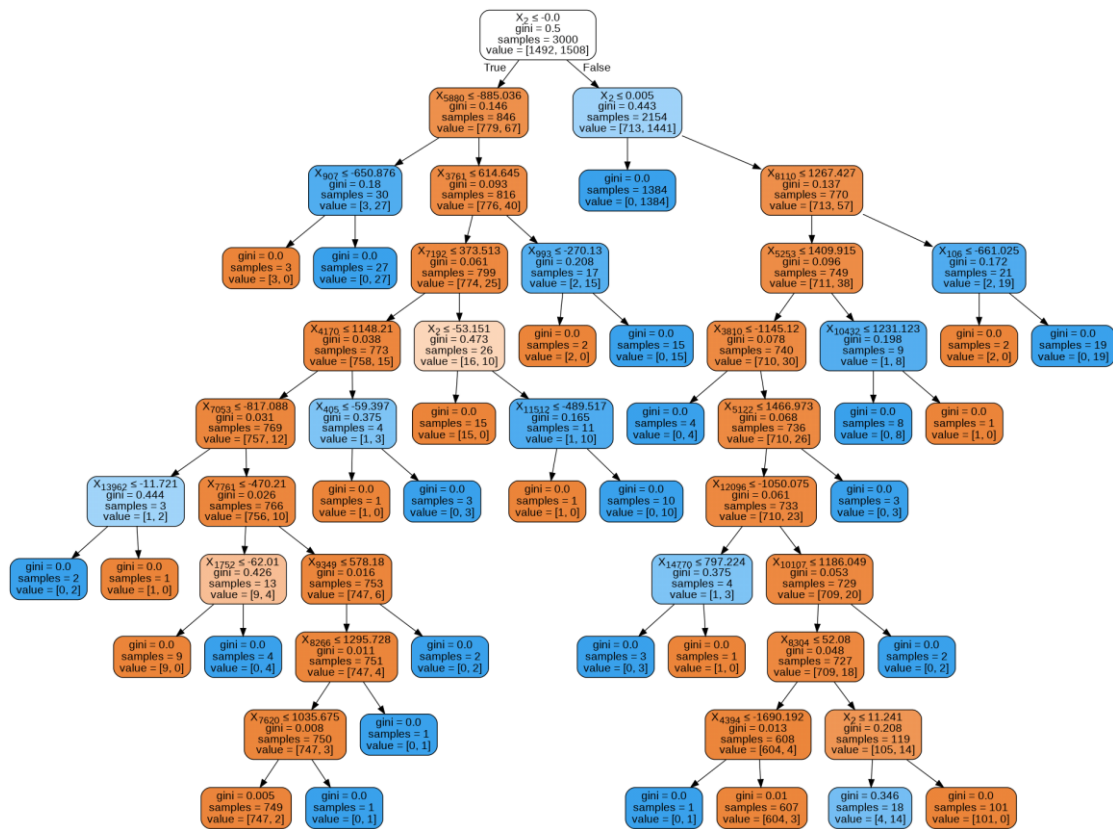 X2 ≤ -0.0
gini = 0.5
samples = 3000
value = [1492, 1508]
True
False
X5880 ≤ -885.036
gini = 0.146
samples = 846
value = [779, 67]
X2 ≤ 0.005
gini = 0.443
samples = 2154
value = [713, 1441]
X907 ≤ -650.876
gini = 0.18
samples = 30
value = [3, 27]
X3761 ≤ 614.645
gini = 0.093
samples = 816
value = [776, 40]
gini = 0.0
samples = 1384
value = [0, 1384]
X8110 ≤ 1267.427
gini = 0.137
samples = 770
value = [713, 57]
gini = 0.0
samples = 3
value = [3, 0]
gini = 0.0
samples = 27
value = [0, 27]
X7192 ≤ 373.513
gini = 0.061
samples = 799
value = [774, 25]
X993 ≤ -270.13
gini = 0.208
samples = 17
value = [2, 15]
X5253 ≤ 1409.915
gini = 0.096
samples = 749
value = [711, 38]
X106 ≤ -661.025
gini = 0.172
samples = 21
value = [2, 19]
X4170 ≤ 1148.21
gini = 0.038
samples = 773
value = [758, 15]
X2 ≤ -53.151
gini = 0.473
samples = 26
value = [16, 10]
gini = 0.0
samples = 2
value = [2, 0]
gini = 0.0
samples = 15
value = [0, 15]
X3810 ≤ -1145.12
gini = 0.078
samples = 740
value = [710, 30]
X10432 ≤ 1231.123
gini = 0.198
samples = 9
value = [1, 8]
gini = 0.0
samples = 2
value = [2, 0]
gini = 0.0
samples = 19
value = [0, 19]
X7053 ≤ -817.088
gini = 0.031
samples = 769
value = [757, 12]
X405 ≤ -59.397
gini = 0.375
samples = 4
value = [1, 3]
gini = 0.0
samples = 15
value = [15, 0]
X11512 ≤ -489.517
gini = 0.165
samples = 11
value = [1, 10]
gini = 0.0
samples = 4
value = [0, 4]
X5122 ≤ 1466.973
gini = 0.068
samples = 736
value = [710, 26]
gini = 0.0
samples = 8
value = [0, 8]
gini = 0.0
samples = 1
value = [1, 0]
X13962 ≤ -11.721
gini = 0.444
samples = 3
value = [1, 2]
X7761 ≤ -470.21
gini = 0.026
samples = 766
value = [756, 10]
gini = 0.0
samples = 1
value = [1, 0]
gini = 0.0
samples = 3
value = [0, 3]
gini = 0.0
samples = 1
value = [1, 0]
gini = 0.0
samples = 10
value = [0, 10]
X12096 ≤ -1050.075
gini = 0.061
samples = 733
value = [710, 23]
gini = 0.0
samples = 3
value = [0, 3]
gini = 0.0
samples = 2
value = [0, 2]
gini = 0.0
samples = 1
value = [1, 0]
X1752 ≤ -62.01
gini = 0.426
samples = 13
value = [9, 4]
X9349 ≤ 578.18
gini = 0.016
samples = 753
value = [747, 6]
X14770 ≤ 797.224
gini = 0.375
samples = 4
value = [1, 3]
X10107 ≤ 1186.049
gini = 0.053
samples = 729
value = [709, 20]
gini = 0.0
samples = 9
value = [9, 0]
gini = 0.0
samples = 4
value = [0, 4]
X8266 ≤ 1295.728
gini = 0.011
samples = 751
value = [747, 4]
gini = 0.0
samples = 2
value = [0, 2]
gini = 0.0
samples = 3
value = [0, 3]
gini = 0.0
samples = 1
value = [1, 0]
X8304 ≤ 52.08
gini = 0.048
samples = 727
value = [709, 18]
gini = 0.0
samples = 2
value = [0, 2]
X7620 ≤ 1035.675
gini = 0.008
samples = 750
value = [747, 3]
gini = 0.0
samples = 1
value = [0, 1]
X4394 ≤ -1690.192
gini = 0.013
samples = 608
value = [604, 4]
X2 ≤ 11.241
gini = 0.208
samples = 119
value = [105, 14]
gini = 0.005
samples = 749
value = [747, 2]
gini = 0.0
samples = 1
value = [0, 1]
gini = 0.0
samples = 1
value = [0, 1]
gini = 0.01
samples = 607
value = [604, 3]
gini = 0.346
samples = 18
value = [4, 14]
gini = 0.0
samples = 101
value = [101, 0]